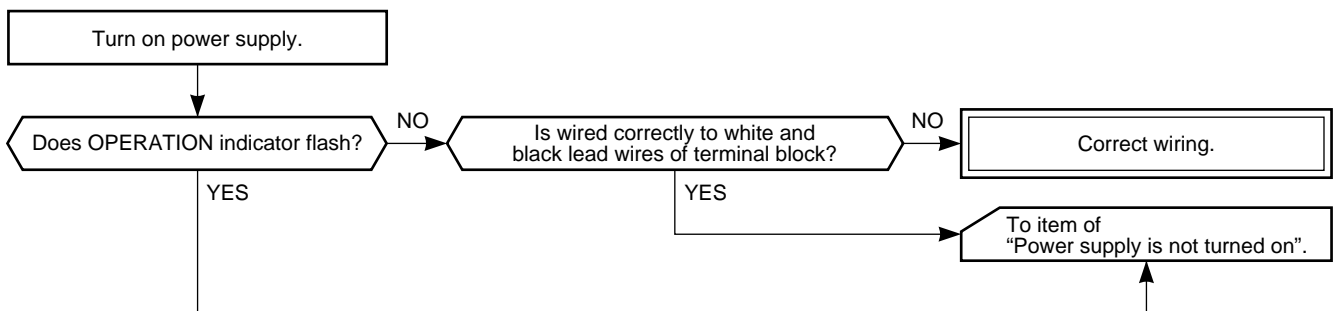 Turn on power supply.
Does OPERATION indicator flash?
NO
Is wired correctly to white and
black lead wires of terminal block?
NO
Correct wiring.
YES
YES
To item of
“Power supply is not turned on”.